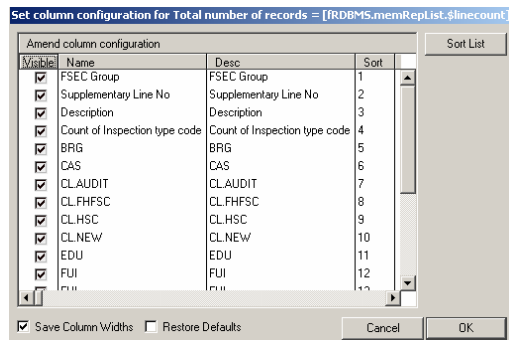 Set column configuration for Total number of records = [fRDBMS.memRepList.$linecount]
Amend column configuration
Sort List
Visible Name Desc Sort
FSEC Group FSEC Group 1
Supplementary Line No Supplementary Line No 2
Description Description 3
Count of Inspection type code Count of Inspection type code 4
BRG BRG 5
CAS CAS 6
CL.AUDIT CL.AUDIT 7
CL.FHFSC CL.FHFSC 8
CL.HSC CL.HSC 9
CL.NEW CL.NEW 10
EDU EDU 11
FUI FUI 12
Save Column Widths Restore Defaults Cancel OK